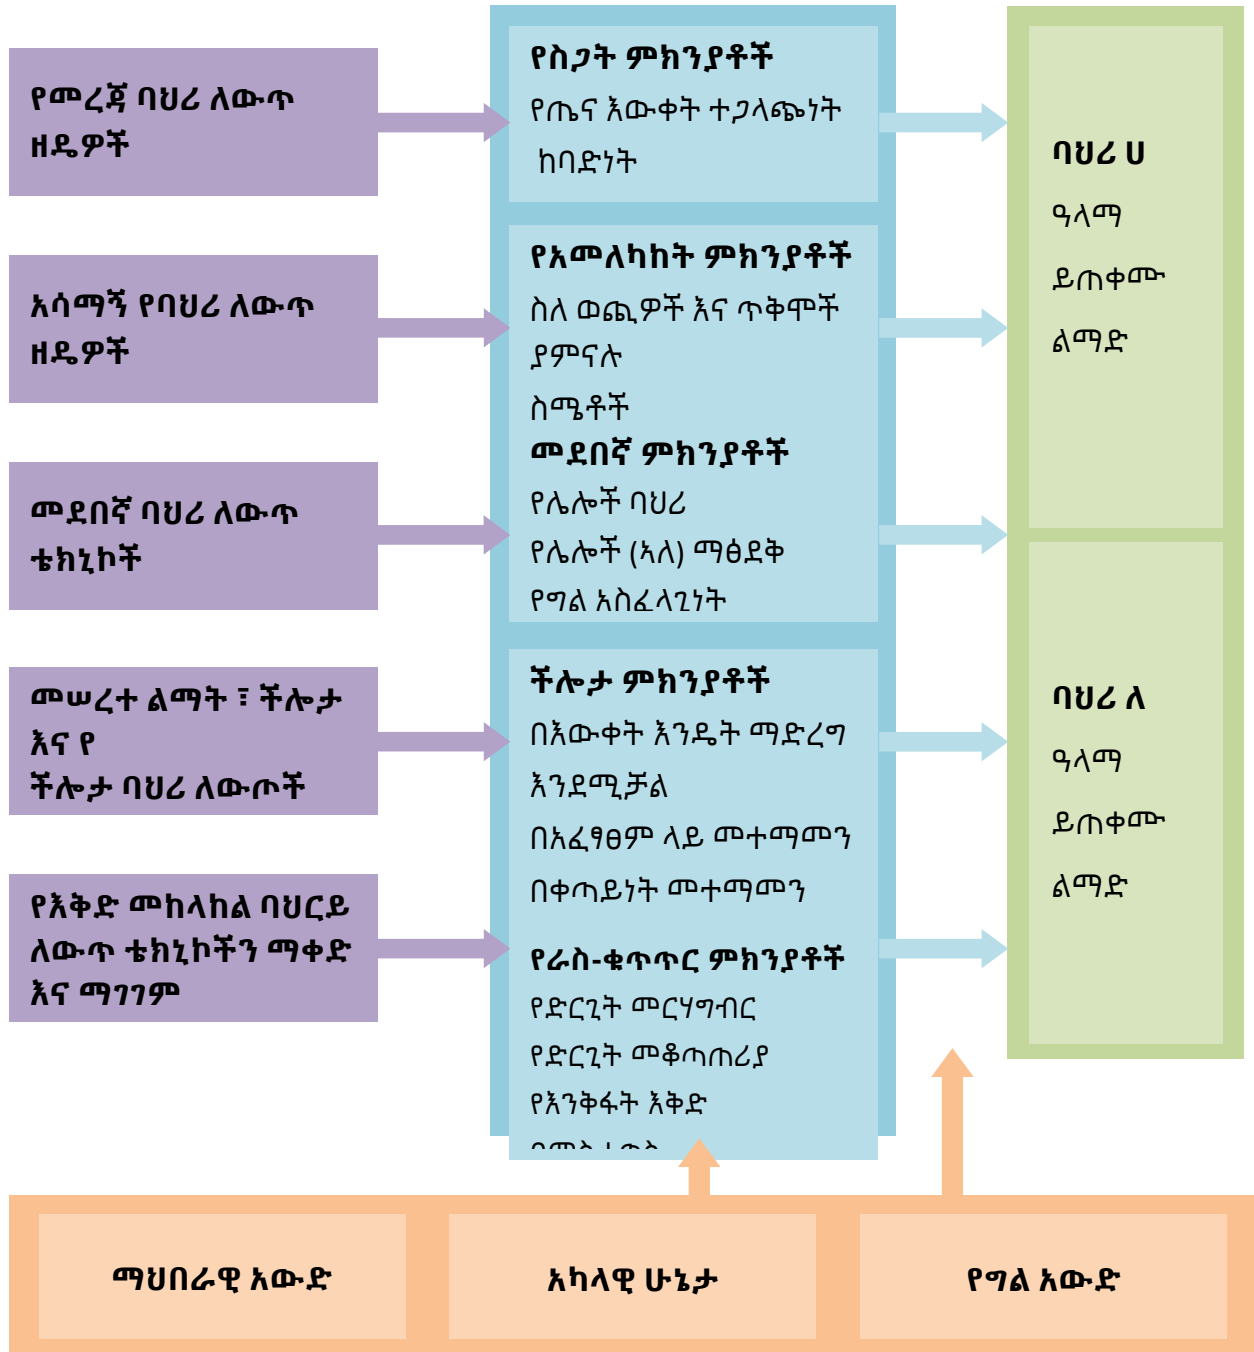 የመረጃ ባህሪ ለውጥ
ዘዴዎች
አሳማኝ የባህሪ ለውጥ
ዘዴዎች
መደበኛ ባህሪ ለውጥ
ቴክኒኮች
መሠረተ ልማት ፣ ችሎታ
እና የ
ችሎታ ባህሪ ለውጦች
የእቅድ መከላከል ባህርይ
ለውጥ ቴክኒኮችን ማቀድ
እና ማገገም
የስጋት ምክንያቶች
የጤና እውቀት ተጋላጭነት
ከባድነት
የአመለካከት ምክንያቶች
ስለ ወጪዎች እና ጥቅሞች
ያምናሉ
ስሜቶች
መደበኛ ምክንያቶች
የሌሎች ባህሪ
የሌሎች (ኣለ) ማፅደቅ
የግል አስፈላጊነት
ችሎታ ምክንያቶች
በእውቀት እንዴት ማድረግ
እንደሚቻል
በአፈፃፀም ላይ መተማመን
በቀጣይነት መተማመን
የራስ-ቁጥጥር ምክንያቶች
የድርጊት መርሃግብር
የድርጊት መቆጣጠሪያ
የእንቅፋት እቅድ
ባህሪ ሀ
ዓላማ
ይጠቀሙ
ልማድ
ባህሪ ለ
ዓላማ
ይጠቀሙ
ልማድ
ማህበራዊ አውድ
አካላዊ ሁኔታ
የግል አውድ